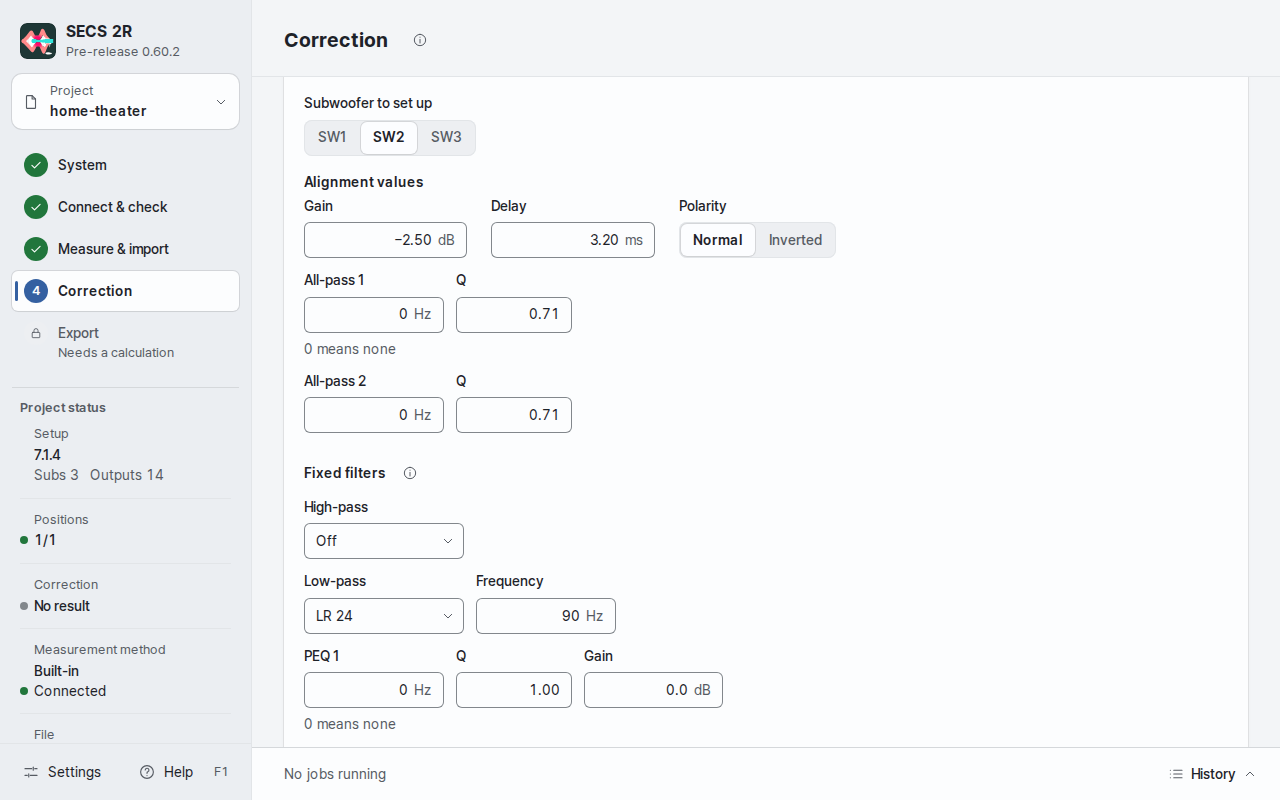 SECS 2R
Pre-release 0.60.2
Project
home-theater
System
Connect & check
Measure & import
4 Correction
Export
Needs a calculation
Project status
Setup
7.1.4
Subs 3 Outputs 14
Positions
1/1
Correction
No result
Measurement method
Built-in
Connected
File
Settings Help F1
Correction
Subwoofer to set up
SW1 SW2 SW3
Alignment values
Gain Delay Polarity
−2.50 dB 3.20 ms Normal Inverted
All-pass 1 Q
0 Hz 0.71
0 means none
All-pass 2 Q
0 Hz 0.71
Fixed filters
High-pass
Off
Low-pass Frequency
LR 24 90 Hz
PEQ 1 Q Gain
0 Hz 1.00 0.0 dB
0 means none
No jobs running History